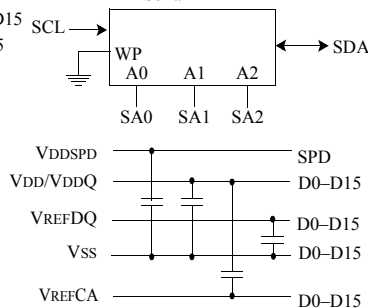 D15
SCL
WP
SDA
A0 A1 A2
SA0 SA1 SA2
VDDSPD SPD
VDD/VDDQ D0–D15
VREFDQ D0–D15
VSS D0–D15
VREFCA D0–D15